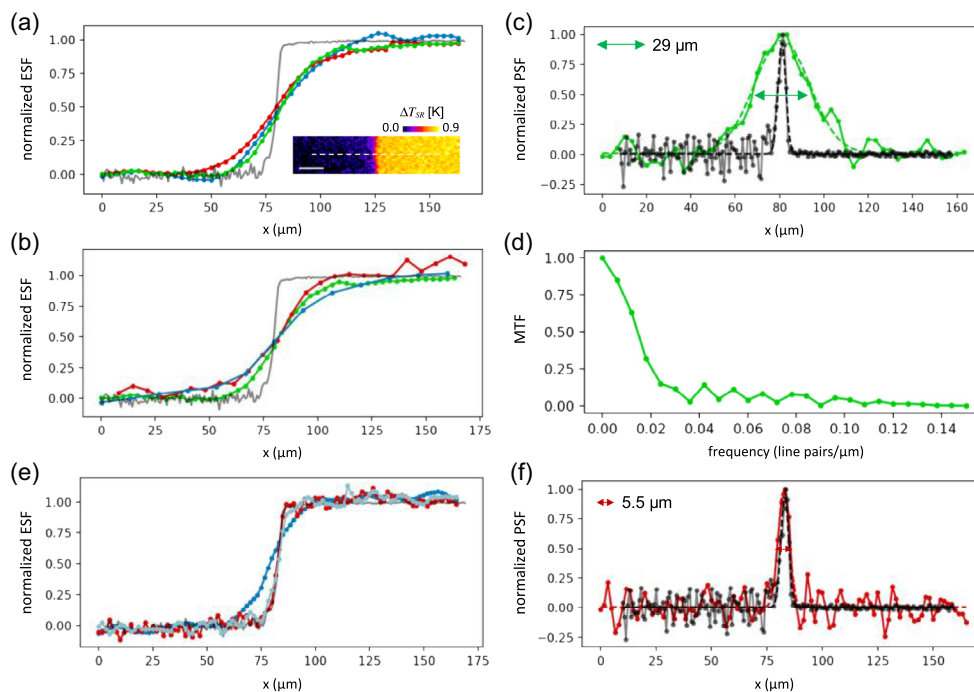 (a)
normalized ESF
1.00
0.75
0.50
0.25
0.00
ΔT_SR [K]
0.0 0.9
0 25 50 75 100 125 150
x (μm)
(c)
normalized PSF
1.00
0.75
0.50
0.25
0.00
−0.25
29 μm
0 20 40 60 80 100 120 140 160
x (μm)
(b)
normalized ESF
1.00
0.75
0.50
0.25
0.00
0 25 50 75 100 125 150 175
x (μm)
(d)
MTF
1.00
0.75
0.50
0.25
0.00
0.00 0.02 0.04 0.06 0.08 0.10 0.12 0.14
frequency (line pairs/μm)
(e)
normalized ESF
1.00
0.75
0.50
0.25
0.00
0 25 50 75 100 125 150 175
x (μm)
(f)
normalized PSF
1.00
0.75
0.50
0.25
0.00
−0.25
5.5 μm
0 25 50 75 100 125 150
x (μm)